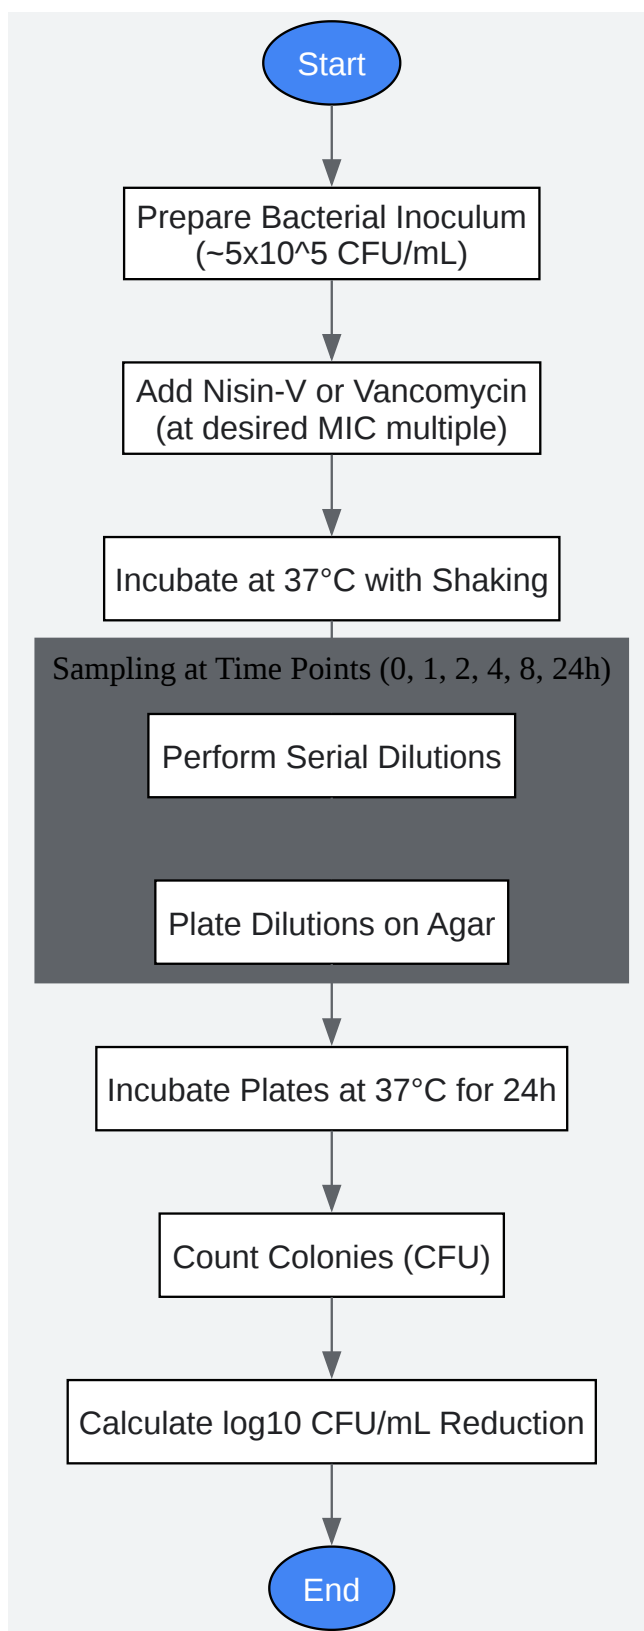 Start
Prepare Bacterial Inoculum
(~5x10^5 CFU/mL)
Add Nisin-V or Vancomycin
(at desired MIC multiple)
Incubate at 37°C with Shaking
Sampling at Time Points (0, 1, 2, 4, 8, 24h)
Perform Serial Dilutions
Plate Dilutions on Agar
Incubate Plates at 37°C for 24h
Count Colonies (CFU)
Calculate log10 CFU/mL Reduction
End